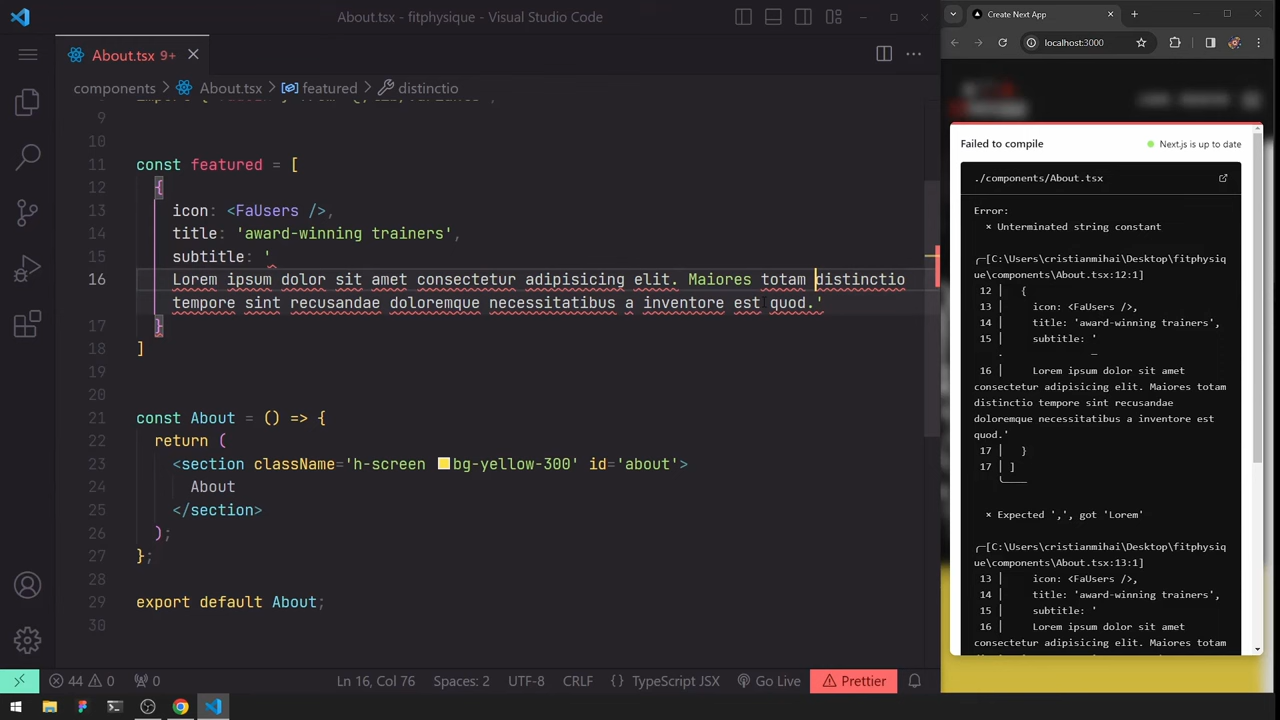 About.tsx - fitphysique - Visual Studio Code
About.tsx 9+
components > About.tsx > featured > distinctio
9
10
11 const featured = [
12 {
13 icon: <FaUsers />,
14 title: 'award-winning trainers',
15 subtitle: '
16 Lorem ipsum dolor sit amet consectetur adipisicing elit. Maiores totam distinctio
tempore sint recusandae doloremque necessitatibus a inventore est quod.'
17 }
18 ]
19
20
21 const About = () => {
22 return (
23 <section className='h-screen bg-yellow-300' id='about'>
24 About
25 </section>
26 );
27 };
28
29 export default About;
30
44 0 0 Ln 16, Col 76 Spaces: 2 UTF-8 CRLF {} TypeScript JSX Go Live Prettier
Create Next App
localhost:3000
Failed to compile
Next.js is up to date
./components/About.tsx
Error:
× Unterminated string constant
╭─[C:\Users\cristianmihai\Desktop\fitphysiq
ue\components\About.tsx:12:1]
12 │ {
13 │ icon: <FaUsers />,
14 │ title: 'award-winning trainers',
15 │ subtitle: '
· ─
16 │ Lorem ipsum dolor sit amet
consectetur adipisicing elit. Maiores totam
distinctio tempore sint recusandae
doloremque necessitatibus a inventore est
quod.'
17 │ }
17 │ ]
╰────
× Expected ',', got 'Lorem'
╭─[C:\Users\cristianmihai\Desktop\fitphysiq
ue\components\About.tsx:13:1]
13 │ icon: <FaUsers />,
14 │ title: 'award-winning trainers',
15 │ subtitle: '
16 │ Lorem ipsum dolor sit amet
consectetur adipisicing elit. Maiores totam